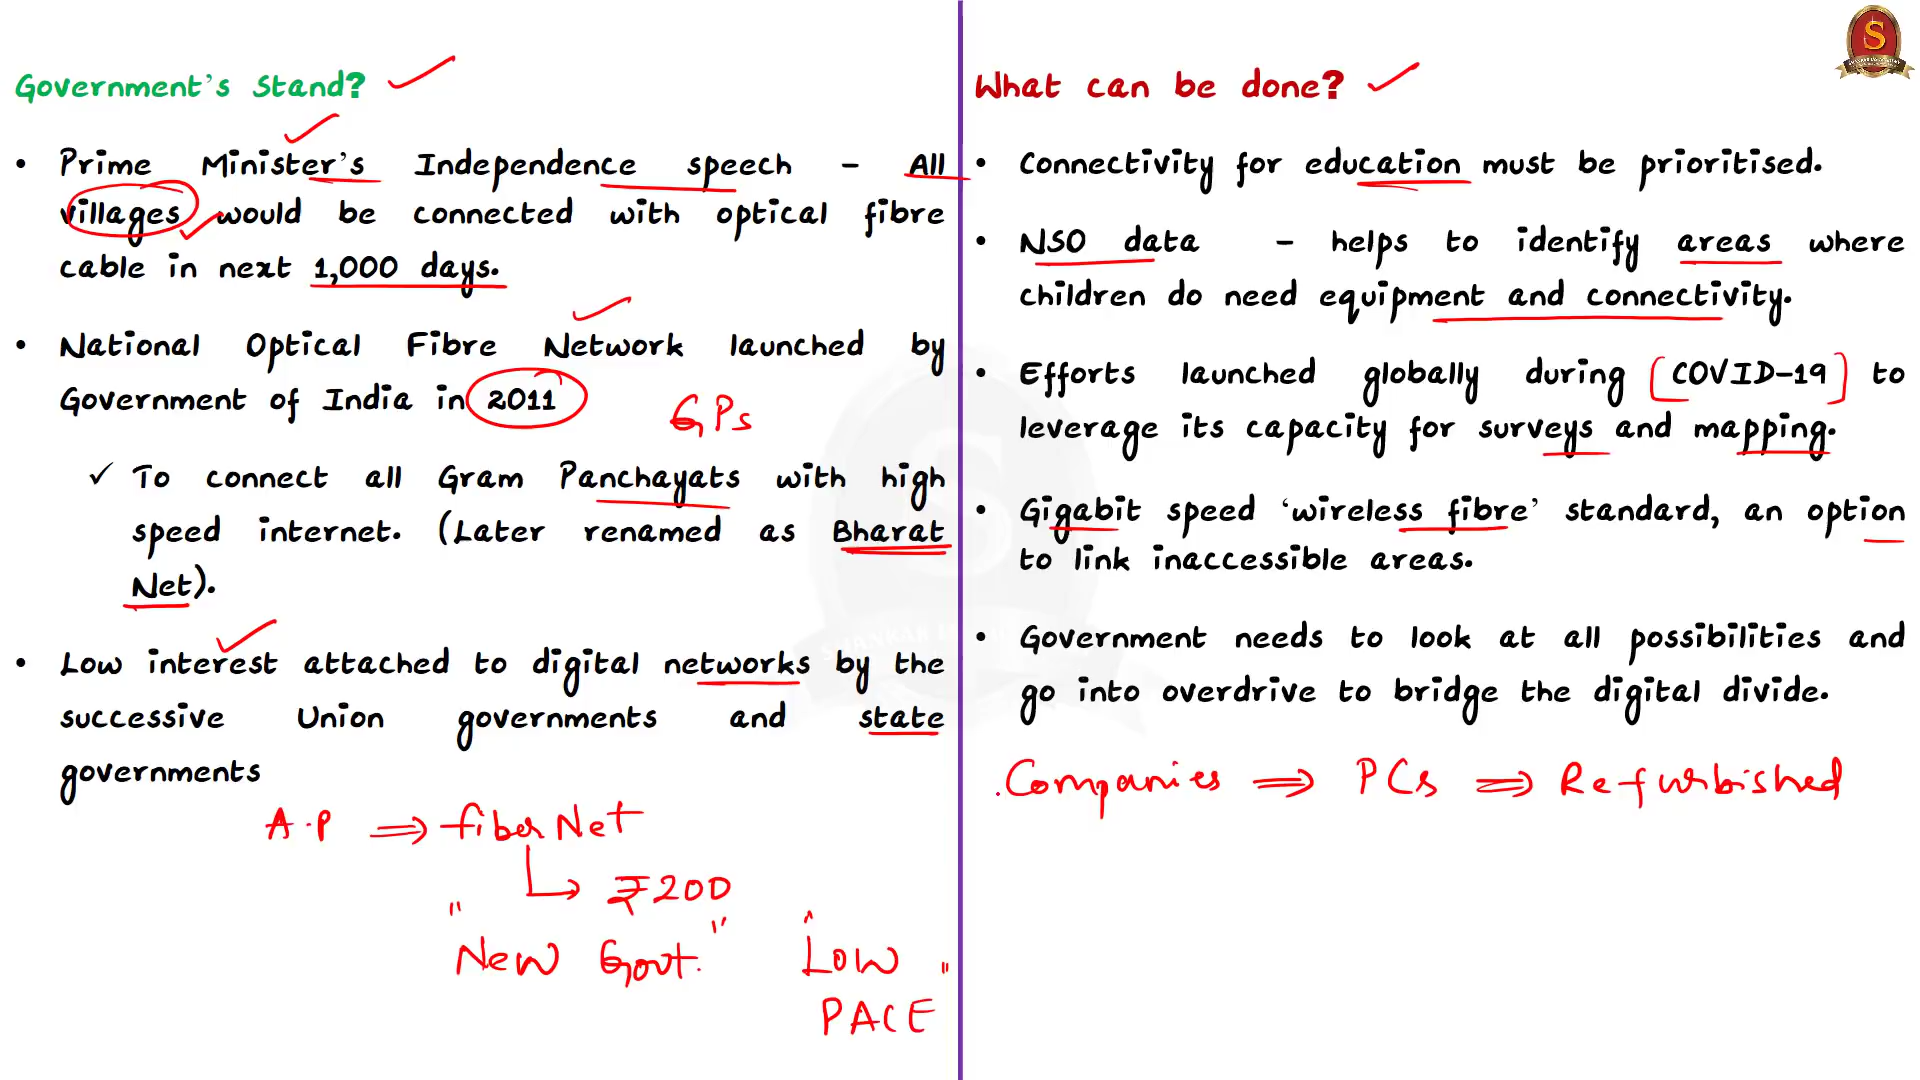 Government's Stand?
• Prime Minister's Independence speech - All
villages would be connected with optical fibre
cable in next 1,000 days.
• National Optical Fibre Network launched by
Government of India in 2011
GPs
✓ To connect all Gram Panchayats with high
speed internet. (Later renamed as Bharat
Net).
• Low interest attached to digital networks by the
successive Union governments and state
governments
A.P ⇒ fiberNet
→ ₹200
"New Govt."
Low "
PACE
What can be done?
• Connectivity for education must be prioritised.
• NSO data - helps to identify areas where
children do need equipment and connectivity.
• Efforts launched globally during [COVID-19] to
leverage its capacity for surveys and mapping.
• Gigabit speed 'wireless fibre' standard, an option
to link inaccessible areas.
• Government needs to look at all possibilities and
go into overdrive to bridge the digital divide.
Companies ⇒ PCs ⇒ Refurbished
S